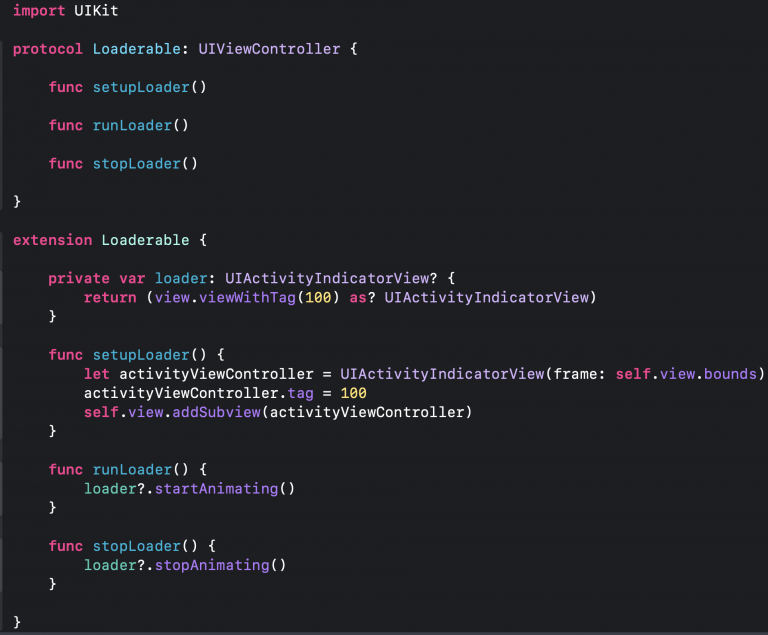 import UIKit
protocol Loaderable: UIViewController {
func setupLoader()
func runLoader()
func stopLoader()
}
extension Loaderable {
private var loader: UIActivityIndicatorView? {
return (view.viewWithTag(100) as? UIActivityIndicatorView)
}
func setupLoader() {
let activityViewController = UIActivityIndicatorView(frame: self.view.bounds)
activityViewController.tag = 100
self.view.addSubview(activityViewController)
}
func runLoader() {
loader?.startAnimating()
}
func stopLoader() {
loader?.stopAnimating()
}
}